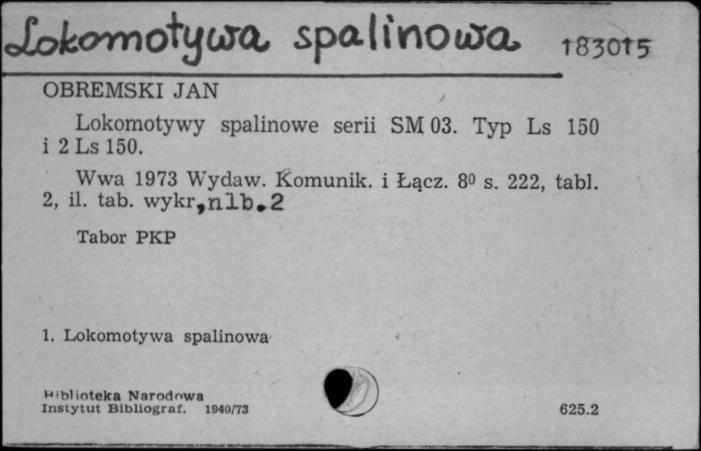 Lokomotywa spalinowa 183015
OBREMSKI JAN
Lokomotywy spalinowe serii SM 03. Typ Ls 150
i 2 Ls 150.
Wwa 1973 Wydaw. Komunik. i Łącz. 8⁰ s. 222, tabl.
2, il. tab. wykr, nlb. 2
Tabor PKP
1. Lokomotywa spalinowa
Biblioteka Narodowa
Instytut Bibliograf. 1940/73
625.2